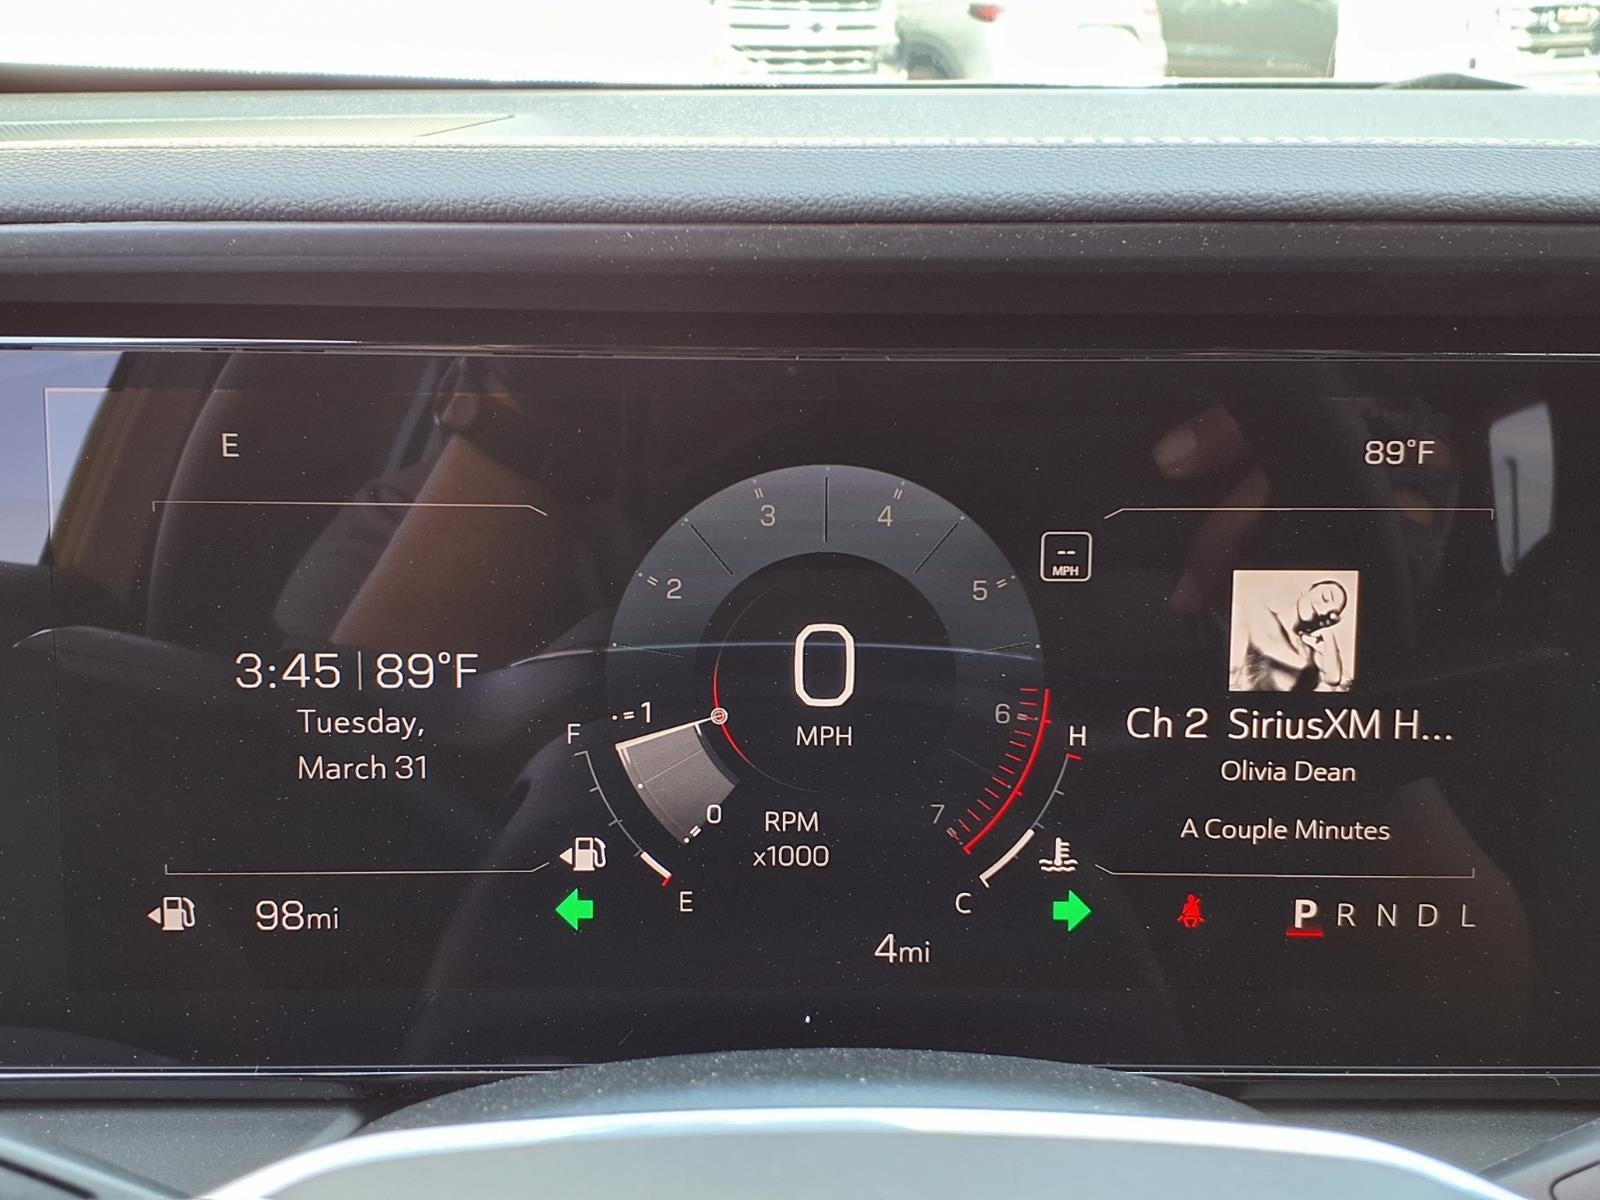 E
89°F
3
4
2
5
-- MPH
0
MPH
3:45 | 89°F
Tuesday,
March 31
1
F
6
H
Ch 2 SiriusXM H...
Olivia Dean
A Couple Minutes
0
RPM
x1000
7
E
C
98mi
4mi
P R N D L